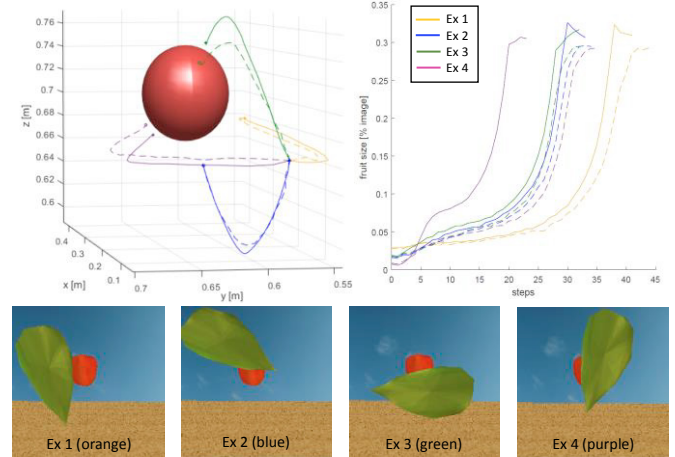 0.76
0.74
0.72
0.7
0.68
0.66
0.64
0.62
0.6
z [m]
0.4
0.3
0.2
0.1
x [m]
0.7
0.65
0.6
0.55
y [m]
0.35
0.3
0.25
0.2
0.15
0.1
0.05
0
fruit size [% image]
Ex 1
Ex 2
Ex 3
Ex 4
0 5 10 15 20 25 30 35 40 45
steps
Ex 1 (orange)
Ex 2 (blue)
Ex 3 (green)
Ex 4 (purple)